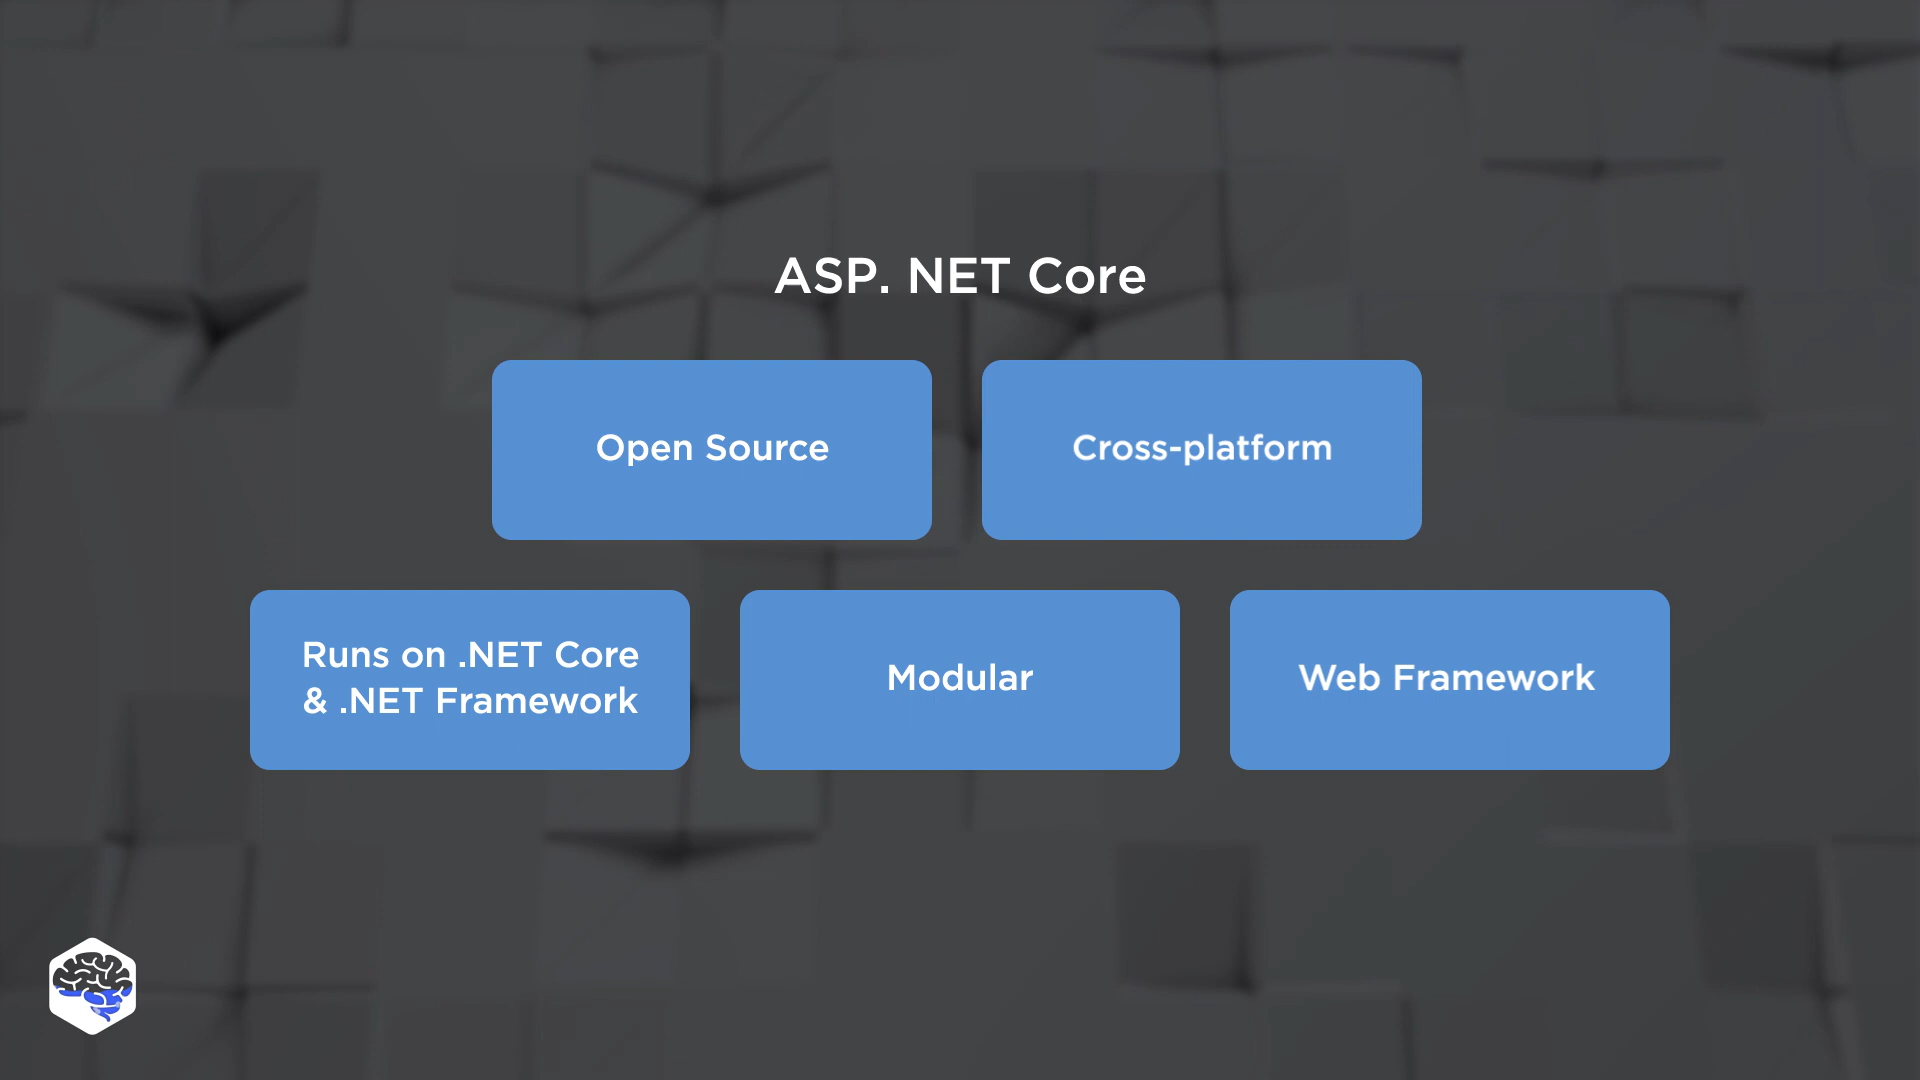 ASP. NET Core
Open Source
Cross-platform
Runs on .NET Core
& .NET Framework
Modular
Web Framework